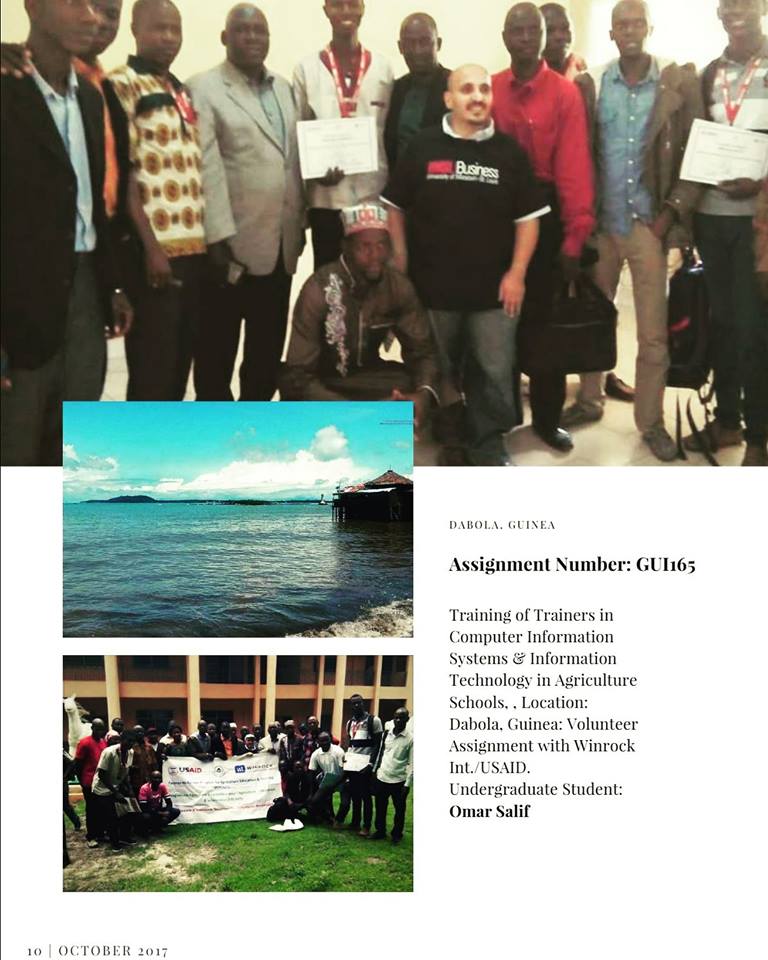 Business
University of Missouri - St. Louis
DABOLA, GUINEA
Assignment Number: GUI165
Training of Trainers in
Computer Information
Systems & Information
Technology in Agriculture
Schools, , Location:
Dabola, Guinea: Volunteer
Assignment with Winrock
Int./USAID.
Undergraduate Student:
Omar Salif
USAID
WINROCK
10 | OCTOBER 2017